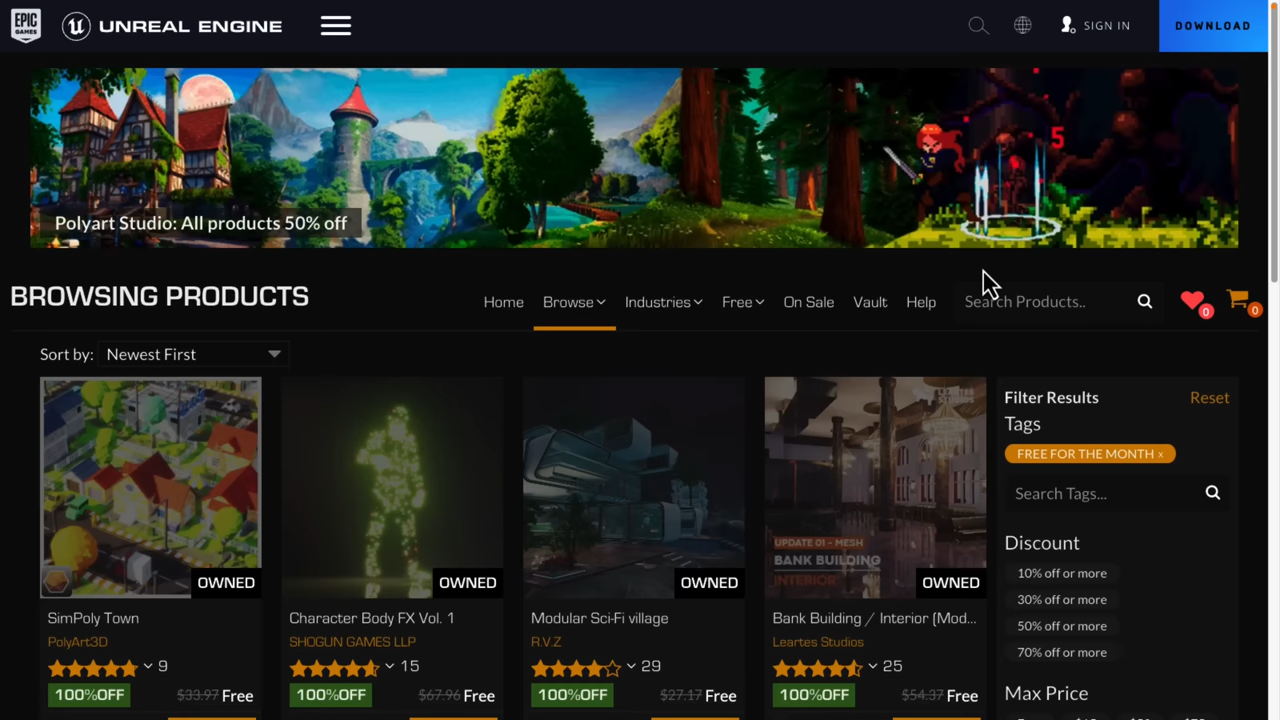 EPIC GAMES
UNREAL ENGINE
SIGN IN
DOWNLOAD
5
Polyart Studio: All products 50% off
BROWSING PRODUCTS
Home
Browse
Industries
Free
On Sale
Vault
Help
Search Products..
0
0
Sort by: Newest First
OWNED
SimPoly Town
PolyArt3D
9
100%OFF
$33.97 Free
OWNED
Character Body FX Vol. 1
SHOGUN GAMES LLP
15
100%OFF
$67.96 Free
OWNED
Modular Sci-Fi village
R.V.Z
29
100%OFF
$27.17 Free
LEARTES STUDIOS
UPDATE 01 - MESH
BANK BUILDING
INTERIOR
OWNED
Bank Building / Interior (Mod...
Leartes Studios
25
100%OFF
$54.37 Free
Filter Results
Reset
Tags
FREE FOR THE MONTH x
Search Tags...
Discount
10% off or more
30% off or more
50% off or more
70% off or more
Max Price